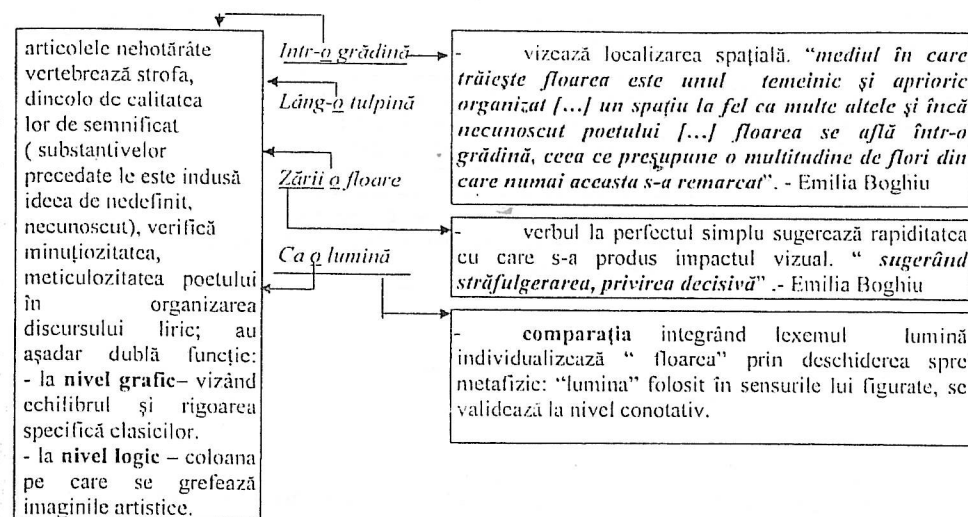 articolele nehotărâte
vertebrează strofa,
dincolo de calitatea
lor de semnificat
( substantivelor
precedate le este indusă
ideea de nedefinit,
necunoscut), verifică
minuțiozitatea,
meticulozitatea poetului
în organizarea
discursului liric; au
așadar dublă funcție:
- la nivel grafic– vizând
echilibrul și rigoarea
specifică clasicilor.
- la nivel logic – coloana
pe care se grefează
imaginile artistice.
Intr-o grădină
Lâng-o tulpină
Zării o floare
Ca o lumină
- vizează localizarea spațială. “mediul în care
trăiește floarea este unul temeinic și aprioric
organizat [...] un spațiu la fel ca multe altele și încă
necunoscut poetului [...] floarea se află într-o
grădină, ceea ce presupune o multitudine de flori din
care numai aceasta s-a remarcat”. - Emilia Boghiu
- verbul la perfectul simplu sugerează rapiditatea
cu care s-a produs impactul vizual. “ sugerând
străfulgerarea, privirea decisivă” .- Emilia Boghiu
- comparația integrând lexemul lumină
individualizează “ floarea” prin deschiderea spre
metafizic: “lumina” folosit în sensurile lui figurate, se
validează la nivel conotativ.